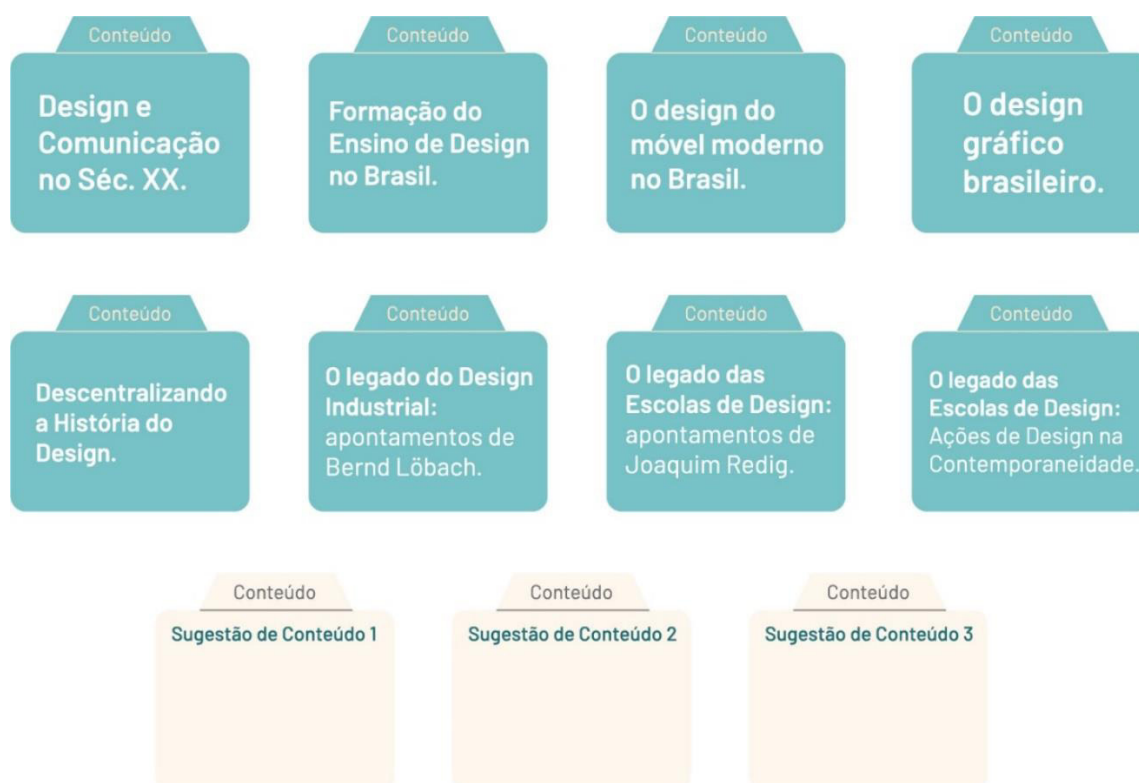 Conteúdo
Design e
Comunicação
no Séc. XX.
Conteúdo
Formação do
Ensino de Design
no Brasil.
Conteúdo
O design do
móvel moderno
no Brasil.
Conteúdo
O design
gráfico
brasileiro.
Conteúdo
Descentralizando
a História do
Design.
Conteúdo
O legado do Design
Industrial:
apontamentos de
Bernd Löbach.
Conteúdo
O legado das
Escolas de Design:
apontamentos de
Joaquim Redig.
Conteúdo
O legado das
Escolas de Design:
Ações de Design na
Contemporaneidade.
Conteúdo
Sugestão de Conteúdo 1
Conteúdo
Sugestão de Conteúdo 2
Conteúdo
Sugestão de Conteúdo 3